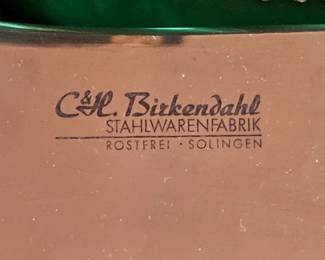 C&H. Birkendahl
STAHLWARENFABRIK
ROSTFREI · SOLINGEN